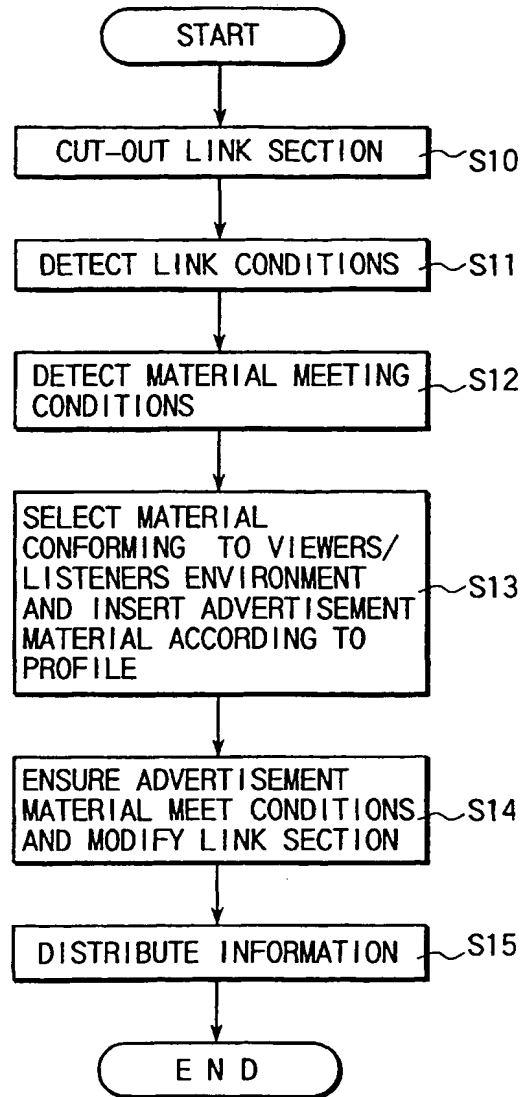 START
CUT-OUT LINK SECTION
S10
DETECT LINK CONDITIONS
S11
DETECT MATERIAL MEETING
CONDITIONS
S12
SELECT MATERIAL
CONFORMING TO VIEWERS/
LISTENERS ENVIRONMENT
AND INSERT ADVERTISEMENT
MATERIAL ACCORDING TO
PROFILE
S13
ENSURE ADVERTISEMENT
MATERIAL MEET CONDITIONS
AND MODIFY LINK SECTION
S14
DISTRIBUTE INFORMATION
S15
END